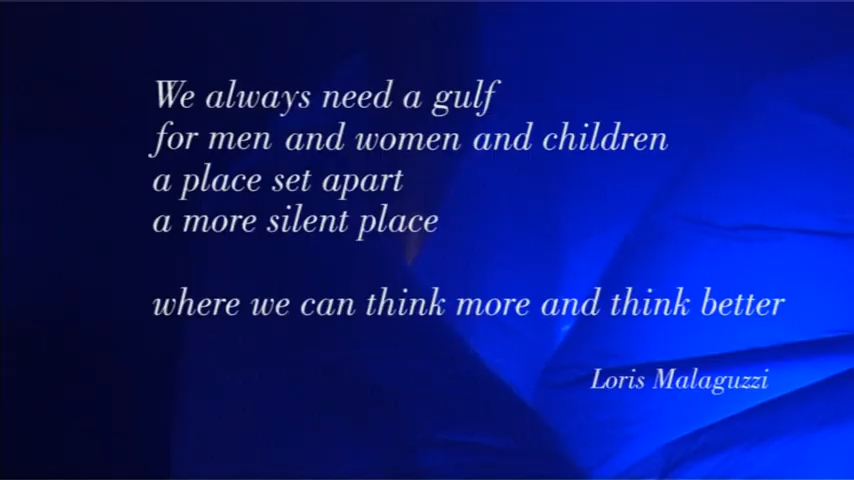 We always need a gulf
for men and women and children
a place set apart
a more silent place
where we can think more and think better
Loris Malaguzzi